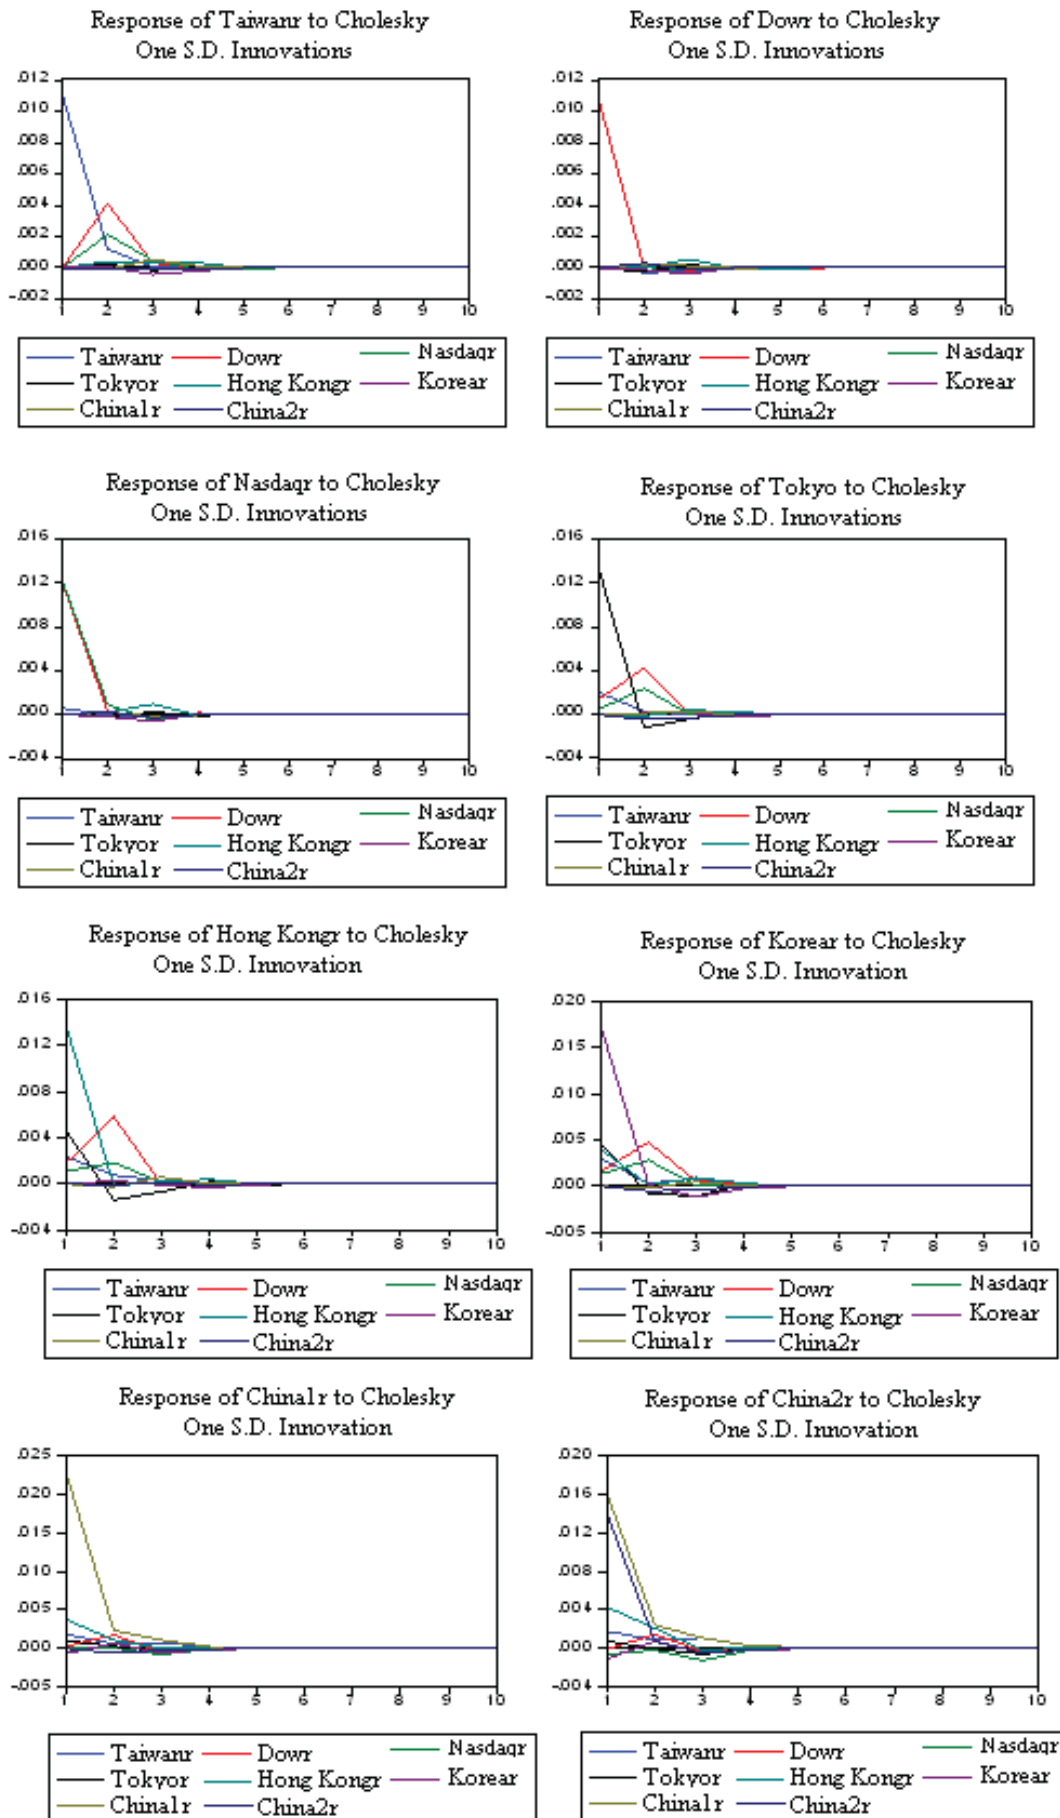 Response of Taiwanr to Cholesky
One S.D. Innovations
.012
.010
.008
.006
.004
.002
.000
-.002
1 2 3 4 5 6 7 8 9 10
Taiwanr Dowr Nasdaqr
Tokyor Hong Kongr Korear
China1r China2r
Response of Dowr to Cholesky
One S.D. Innovations
.012
.010
.008
.006
.004
.002
.000
-.002
1 2 3 4 5 6 7 8 9 10
Taiwanr Dowr Nasdaqr
Tokyor Hong Kongr Korear
China1r China2r
Response of Nasdaqr to Cholesky
One S.D. Innovations
.016
.012
.008
.004
.000
-.004
1 2 3 4 5 6 7 8 9 10
Taiwanr Dowr Nasdaqr
Tokyor Hong Kongr Korear
China1r China2r
Response of Tokyo to Cholesky
One S.D. Innovations
.016
.012
.008
.004
.000
-.004
1 2 3 4 5 6 7 8 9 10
Taiwanr Dowr Nasdaqr
Tokyor Hong Kongr Korear
China1r China2r
Response of Hong Kongr to Cholesky
One S.D. Innovation
.016
.012
.008
.004
.000
-.004
1 2 3 4 5 6 7 8 9 10
Taiwanr Dowr Nasdaqr
Tokyor Hong Kongr Korear
China1r China2r
Response of Korear to Cholesky
One S.D. Innovation
.020
.015
.010
.005
.000
-.005
1 2 3 4 5 6 7 8 9 10
Taiwanr Dowr Nasdaqr
Tokyor Hong Kongr Korear
China1r China2r
Response of China1r to Cholesky
One S.D. Innovation
.025
.020
.015
.010
.005
.000
-.005
1 2 3 4 5 6 7 8 9 10
Taiwanr Dowr Nasdaqr
Tokyor Hong Kongr Korear
China1r China2r
Response of China2r to Cholesky
One S.D. Innovation
.020
.016
.012
.008
.004
.000
-.004
1 2 3 4 5 6 7 8 9 10
Taiwanr Dowr Nasdaqr
Tokyor Hong Kongr Korear
China1r China2r